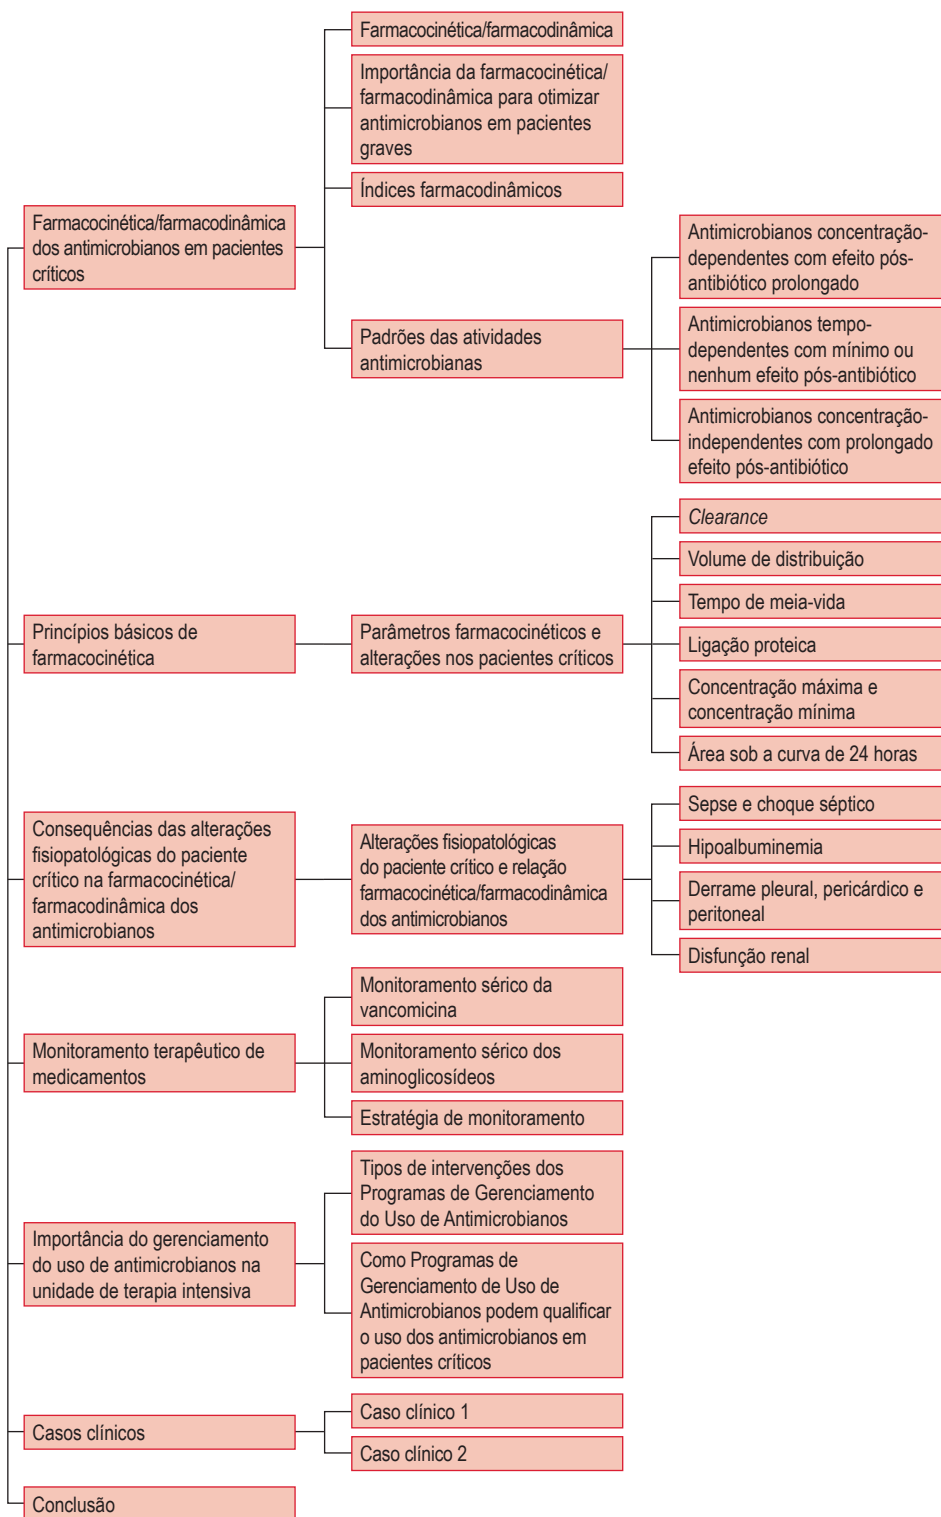 Farmacocinética/farmacodinâmica
dos antimicrobianos em pacientes
críticos
Farmacocinética/farmacodinâmica
Importância da farmacocinética/
farmacodinâmica para otimizar
antimicrobianos em pacientes
graves
Índices farmacodinâmicos
Padrões das atividades
antimicrobianas
Antimicrobianos concentração-
dependentes com efeito pós-
antibiótico prolongado
Antimicrobianos tempo-
dependentes com mínimo ou
nenhum efeito pós-antibiótico
Antimicrobianos concentração-
independentes com prolongado
efeito pós-antibiótico
Princípios básicos de
farmacocinética
Parâmetros farmacocinéticos e
alterações nos pacientes críticos
Clearance
Volume de distribuição
Tempo de meia-vida
Ligação proteica
Concentração máxima e
concentração mínima
Área sob a curva de 24 horas
Consequências das alterações
fisiopatológicas do paciente
crítico na farmacocinética/
farmacodinâmica dos
antimicrobianos
Alterações fisiopatológicas
do paciente crítico e relação
farmacocinética/farmacodinâmica
dos antimicrobianos
Sepse e choque séptico
Hipoalbuminemia
Derrame pleural, pericárdico e
peritoneal
Disfunção renal
Monitoramento terapêutico de
medicamentos
Monitoramento sérico da
vancomicina
Monitoramento sérico dos
aminoglicosídeos
Estratégia de monitoramento
Importância do gerenciamento
do uso de antimicrobianos na
unidade de terapia intensiva
Tipos de intervenções dos
Programas de Gerenciamento
do Uso de Antimicrobianos
Como Programas de
Gerenciamento de Uso de
Antimicrobianos podem qualificar
o uso dos antimicrobianos em
pacientes críticos
Casos clínicos
Caso clínico 1
Caso clínico 2
Conclusão